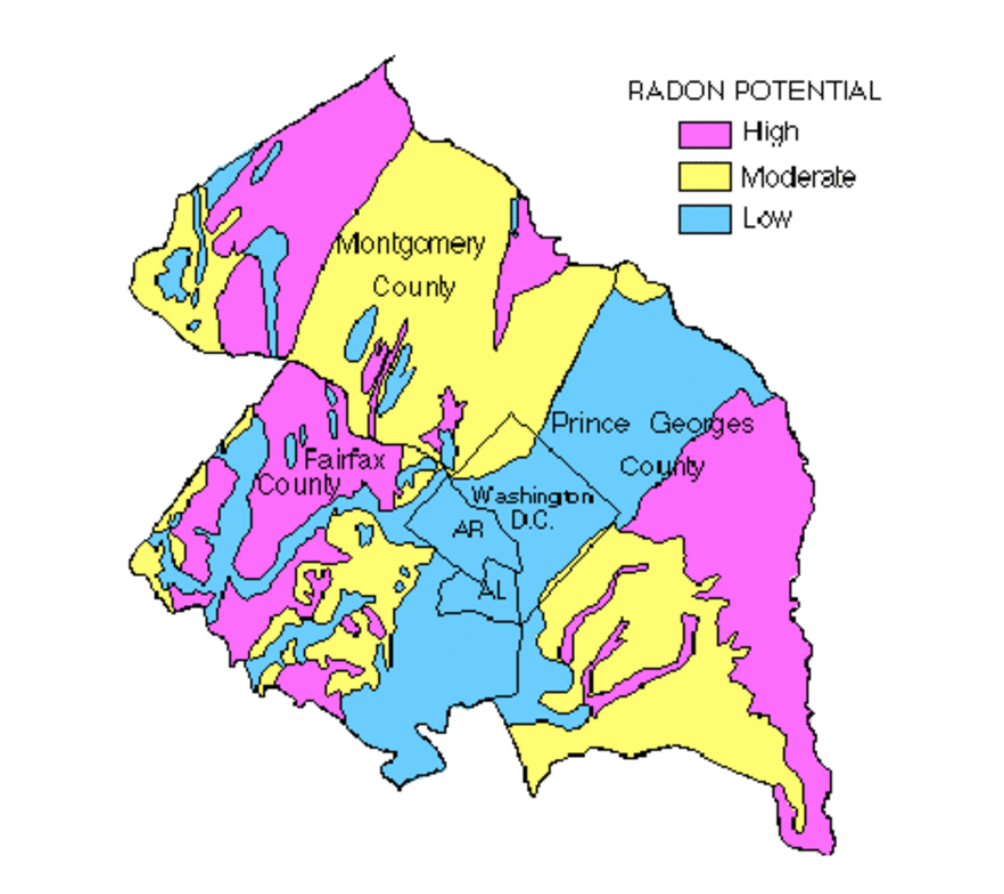 RADON POTENTIAL
High
Moderate
Low
Montgomery
County
Prince Georges
County
Fairfax
County
Washington
D.C.
AR
AL